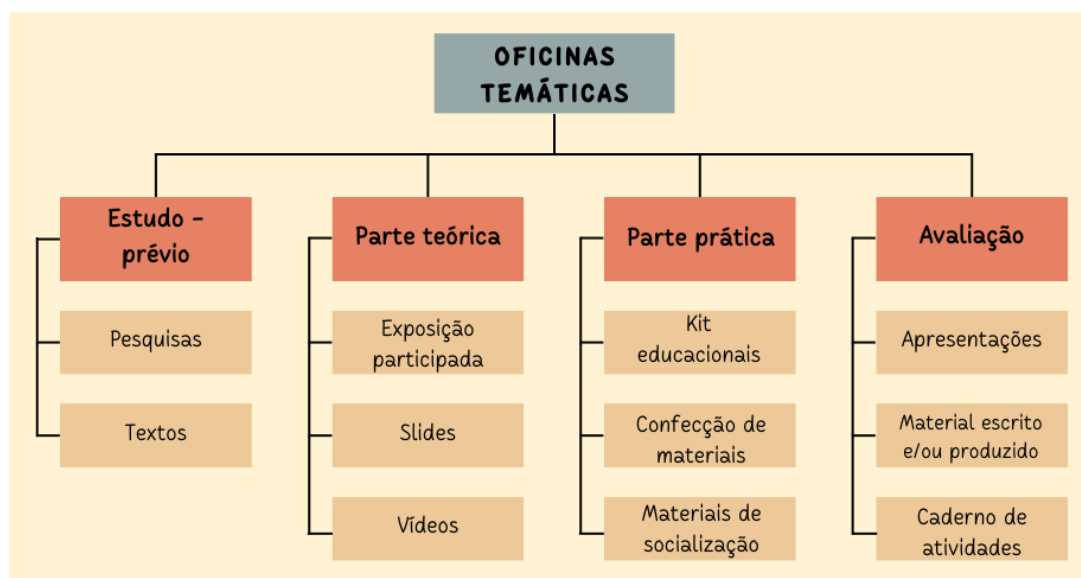 OFICINAS
TEMÁTICAS
Estudo –
prévio
Pesquisas
Textos
Parte teórica
Exposição
participada
Slides
Vídeos
Parte prática
Kit
educacionais
Confecção de
materiais
Materiais de
socialização
Avaliação
Apresentações
Material escrito
e/ou produzido
Caderno de
atividades